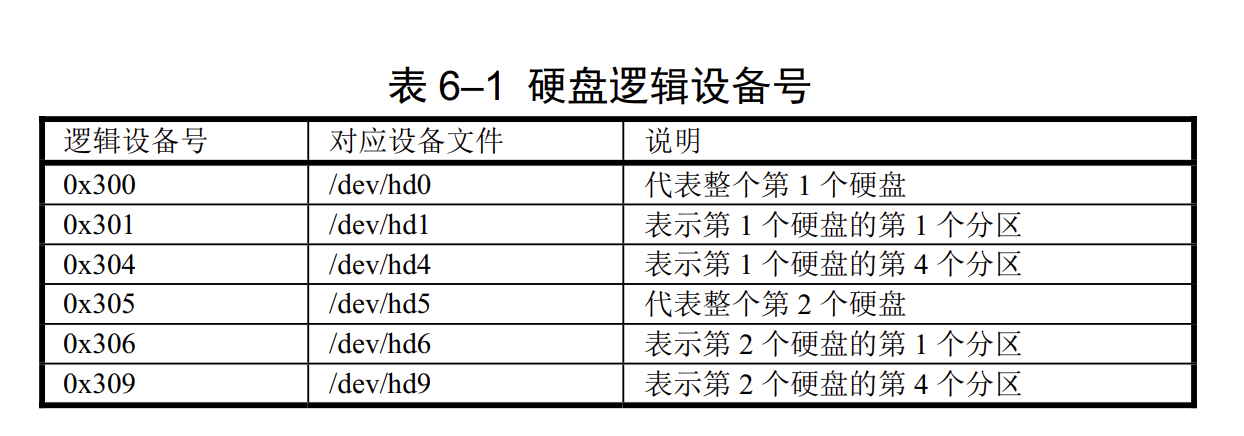 表 6–1 硬盘逻辑设备号
逻辑设备号 对应设备文件 说明
0x300 /dev/hd0 代表整个第 1 个硬盘
0x301 /dev/hd1 表示第 1 个硬盘的第 1 个分区
0x304 /dev/hd4 表示第 1 个硬盘的第 4 个分区
0x305 /dev/hd5 代表整个第 2 个硬盘
0x306 /dev/hd6 表示第 2 个硬盘的第 1 个分区
0x309 /dev/hd9 表示第 2 个硬盘的第 4 个分区